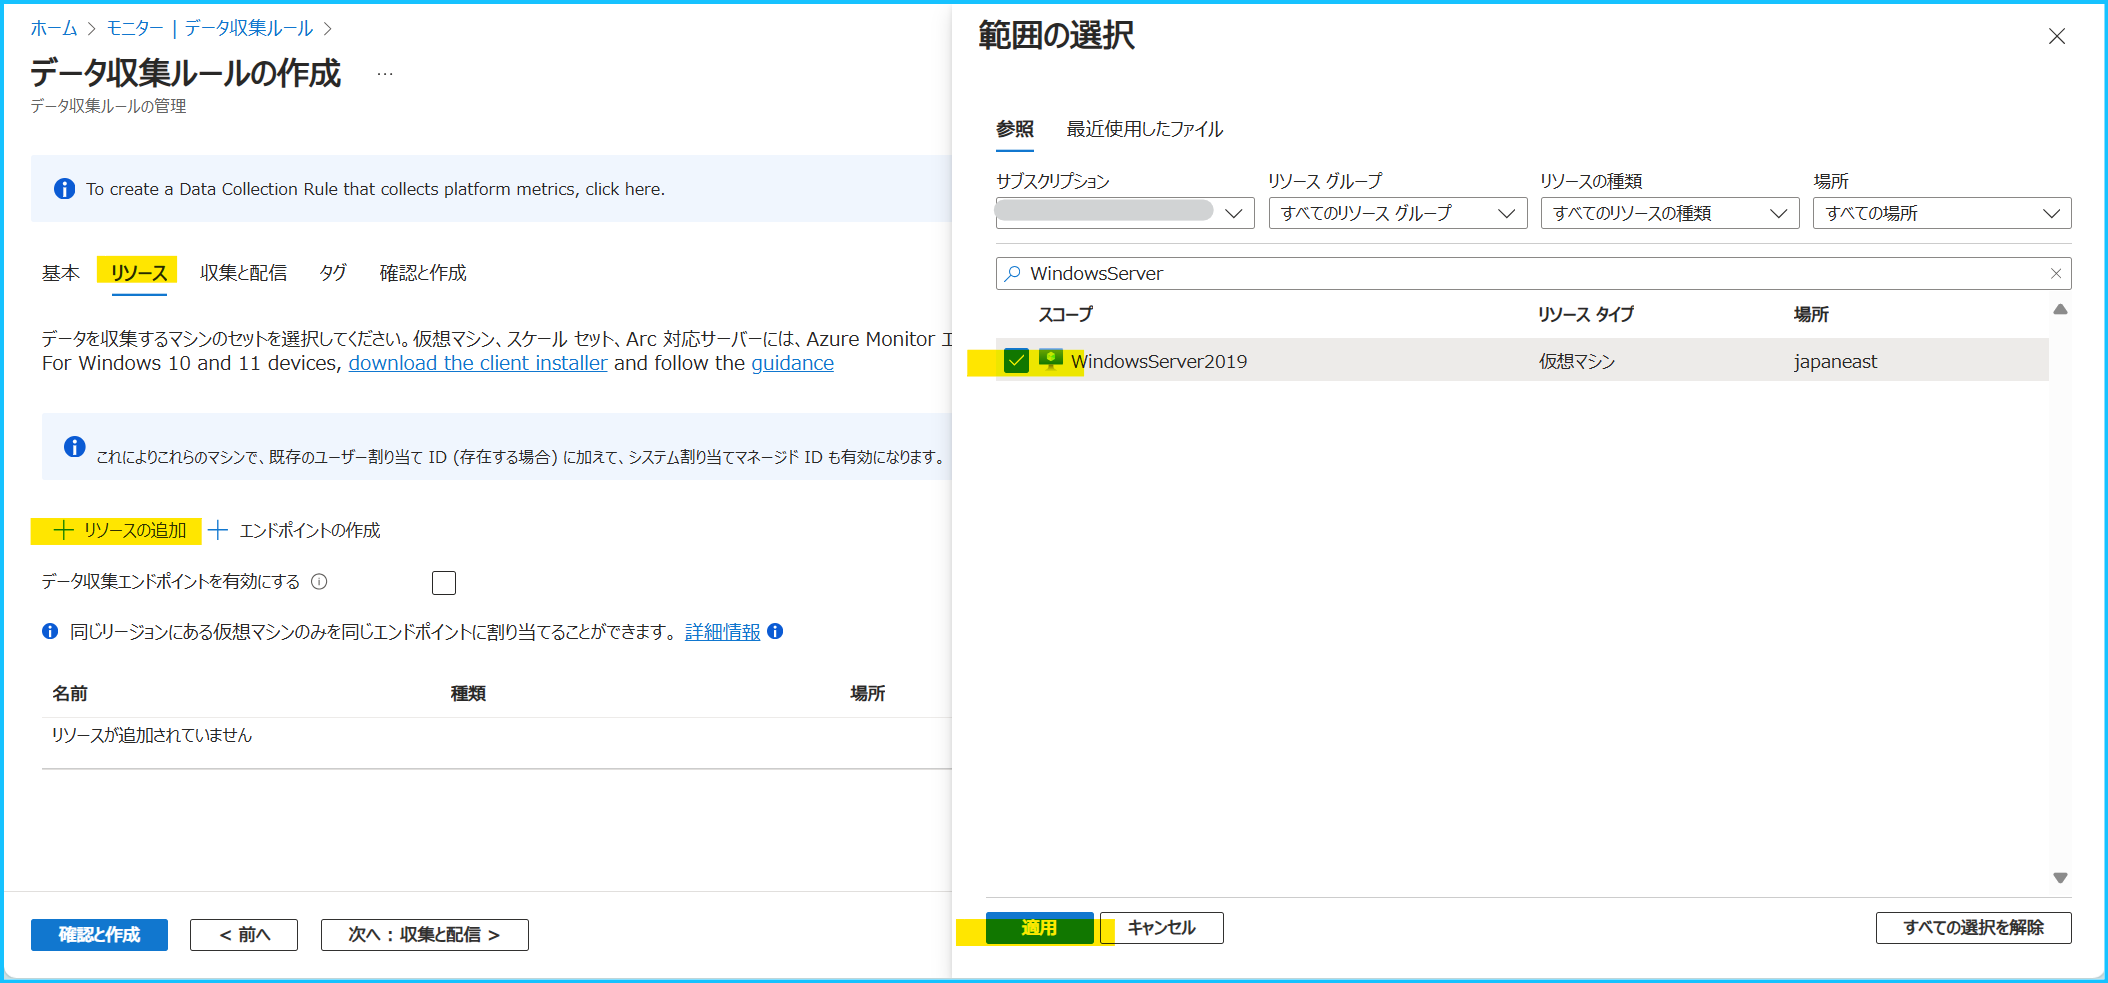 ホーム > モニター | データ収集ルール >
データ収集ルールの作成 ...
データ収集ルールの管理
To create a Data Collection Rule that collects platform metrics, click here.
基本 リソース 収集と配信 タグ 確認と作成
データを収集するマシンのセットを選択してください。仮想マシン、スケール セット、Arc 対応サーバーには、Azure Monitor エ
For Windows 10 and 11 devices, download the client installer and follow the guidance
これによりこれらのマシンで、既存のユーザー割り当て ID (存在する場合) に加えて、システム割り当てマネージド ID も有効になります。
+ リソースの追加 + エンドポイントの作成
データ収集エンドポイントを有効にする
同じリージョンにある仮想マシンのみを同じエンドポイントに割り当てることができます。 詳細情報
名前 種類 場所
リソースが追加されていません
確認と作成 < 前へ 次へ : 収集と配信 >
範囲の選択
参照 最近使用したファイル
サブスクリプション リソース グループ リソースの種類 場所
すべてのリソース グループ すべてのリソースの種類 すべての場所
WindowsServer
スコープ リソース タイプ 場所
WindowsServer2019 仮想マシン japaneast
適用 キャンセル すべての選択を解除